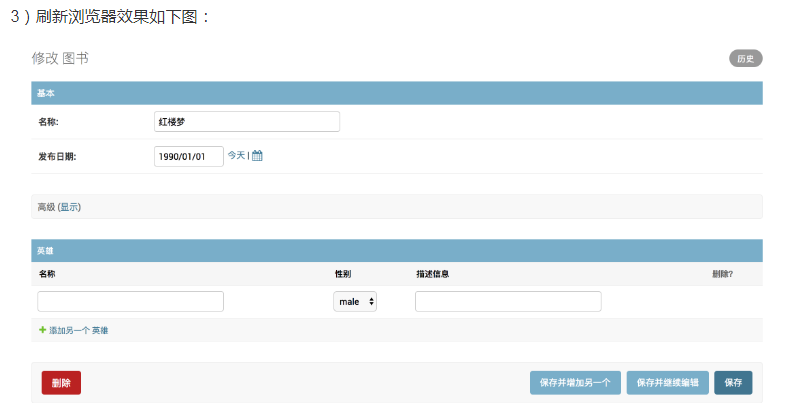 3）刷新浏览器效果如下图：
修改 图书
历史
基本
名称: 红楼梦
发布日期: 1990/01/01 今天 |
高级 (显示)
英雄
名称 性别 描述信息 删除?
male
添加另一个 英雄
删除 保存并增加另一个 保存并继续编辑 保存